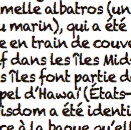 melle albatros (un
u marin), qui a été
e en train de couve
f dans les îles Mid
es îles font partie d
pel d'Hawaï (États-
isdom a été identi